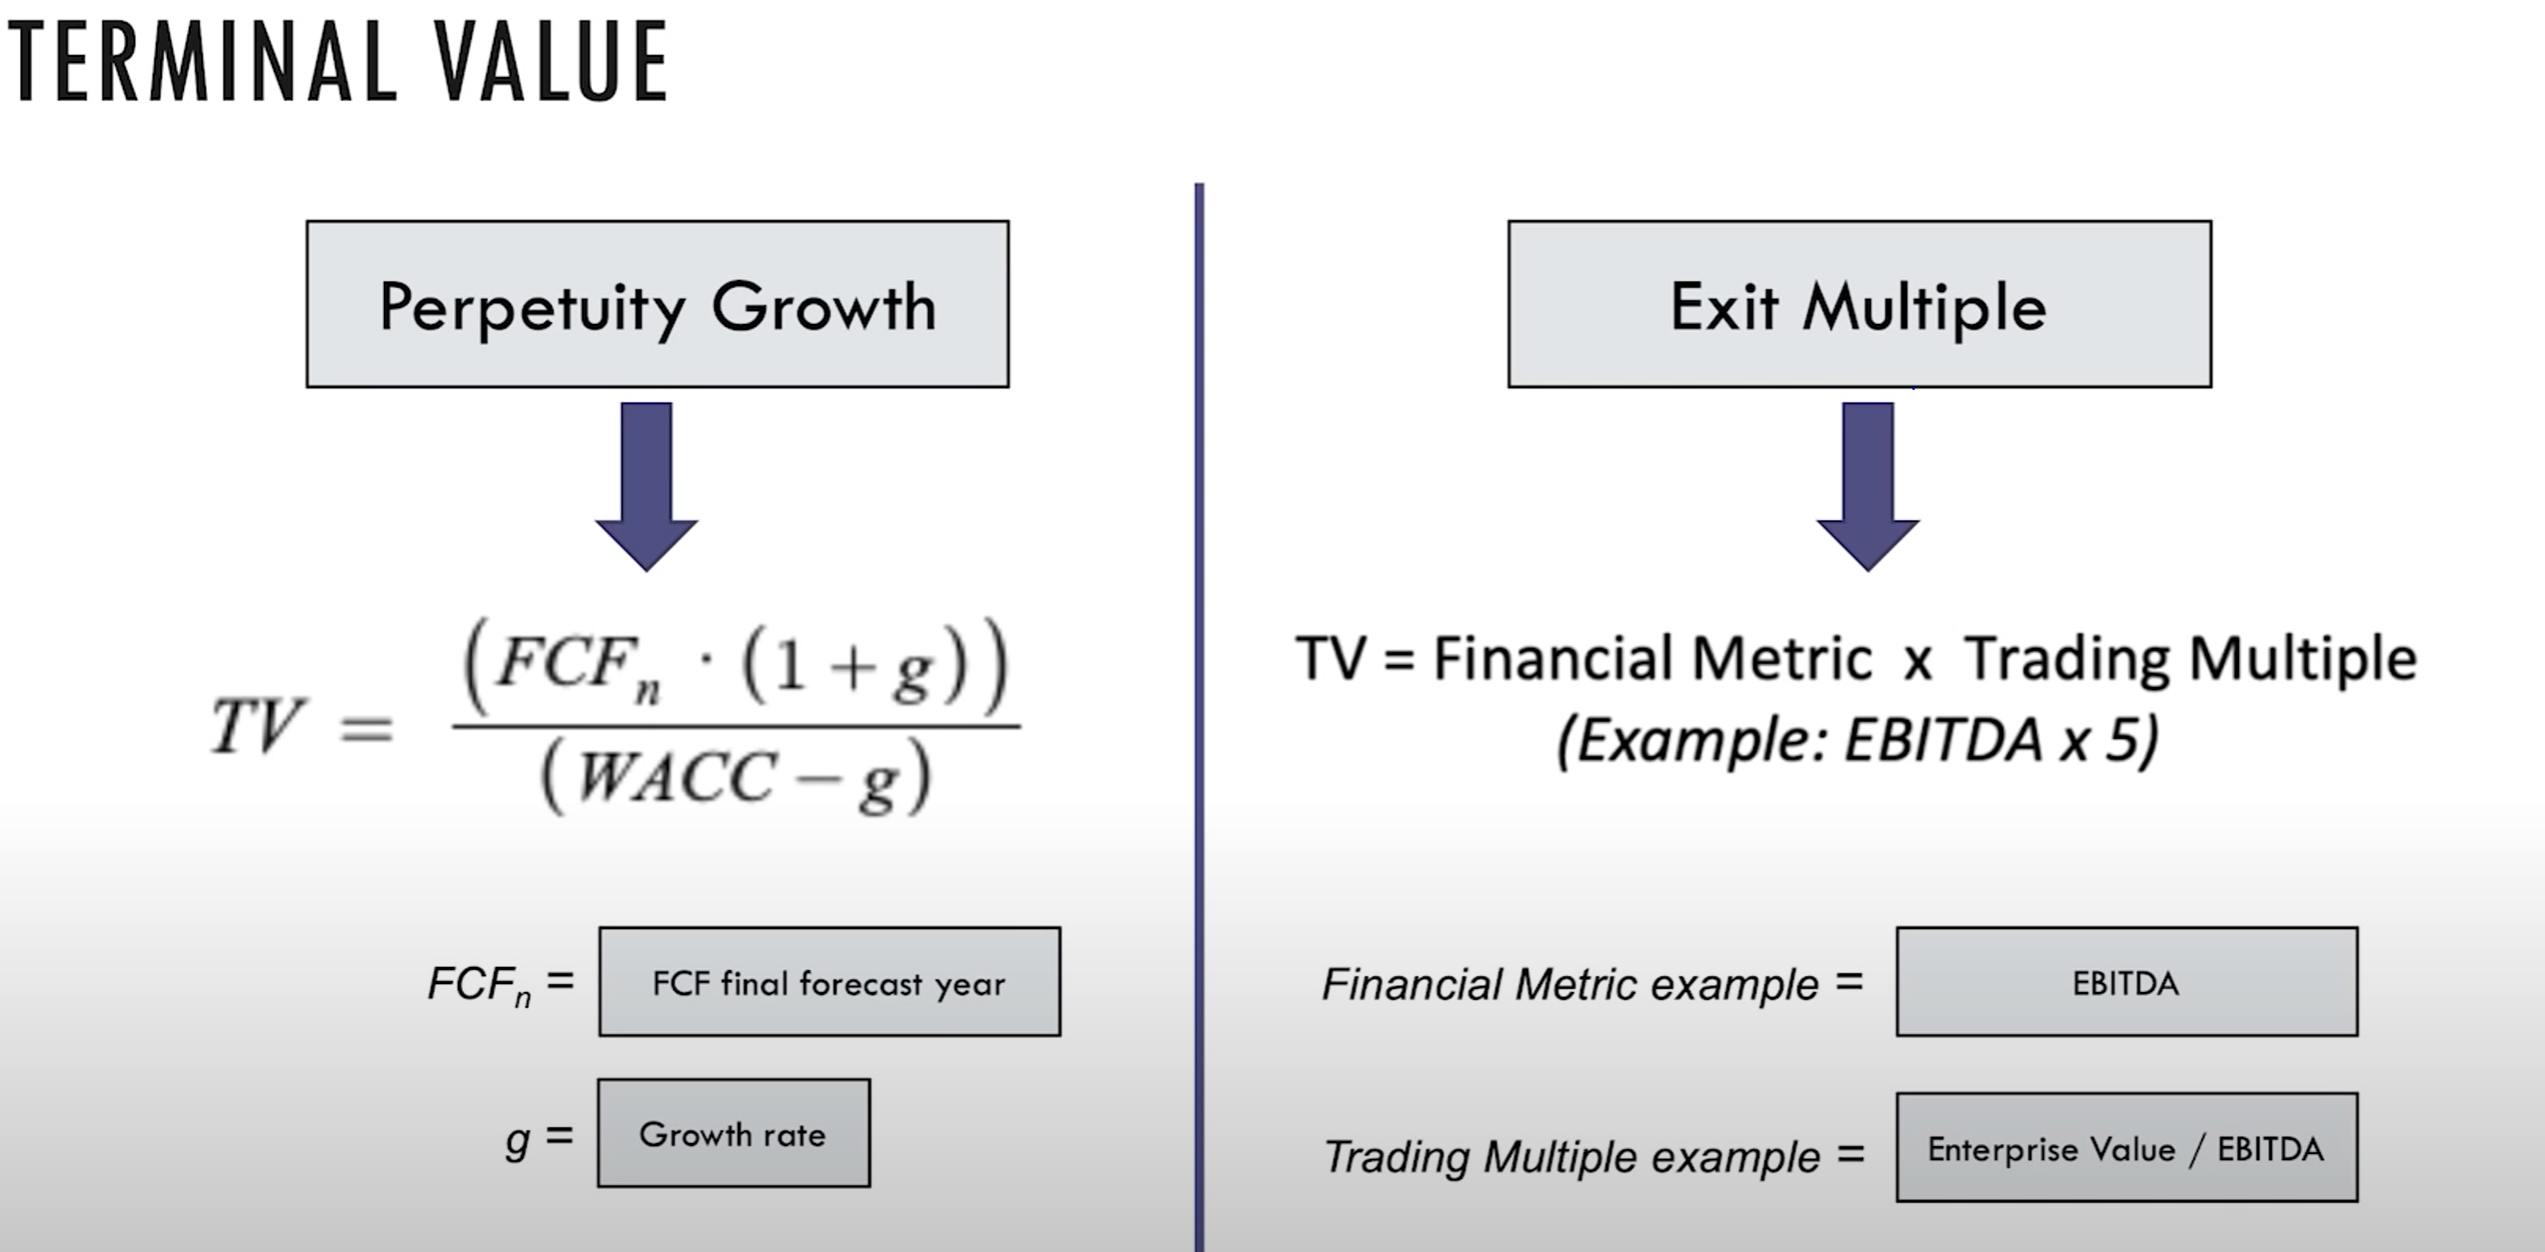 TERMINAL VALUE
Perpetuity Growth
TV = (FCFₙ · (1 + g)) / (WACC − g)
FCFₙ = FCF final forecast year
g = Growth rate
Exit Multiple
TV = Financial Metric x Trading Multiple
(Example: EBITDA x 5)
Financial Metric example = EBITDA
Trading Multiple example = Enterprise Value / EBITDA